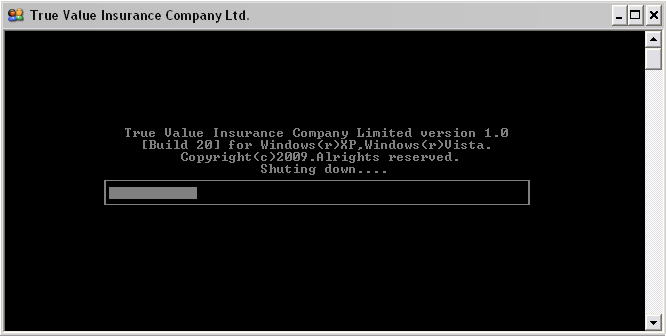 True Value Insurance Company Ltd.
True Value Insurance Company Limited version 1.0
[Build 20] for Windows(r)XP,Windows(r)Vista.
Copyright(c)2009.Alrights reserved.
Shuting down....